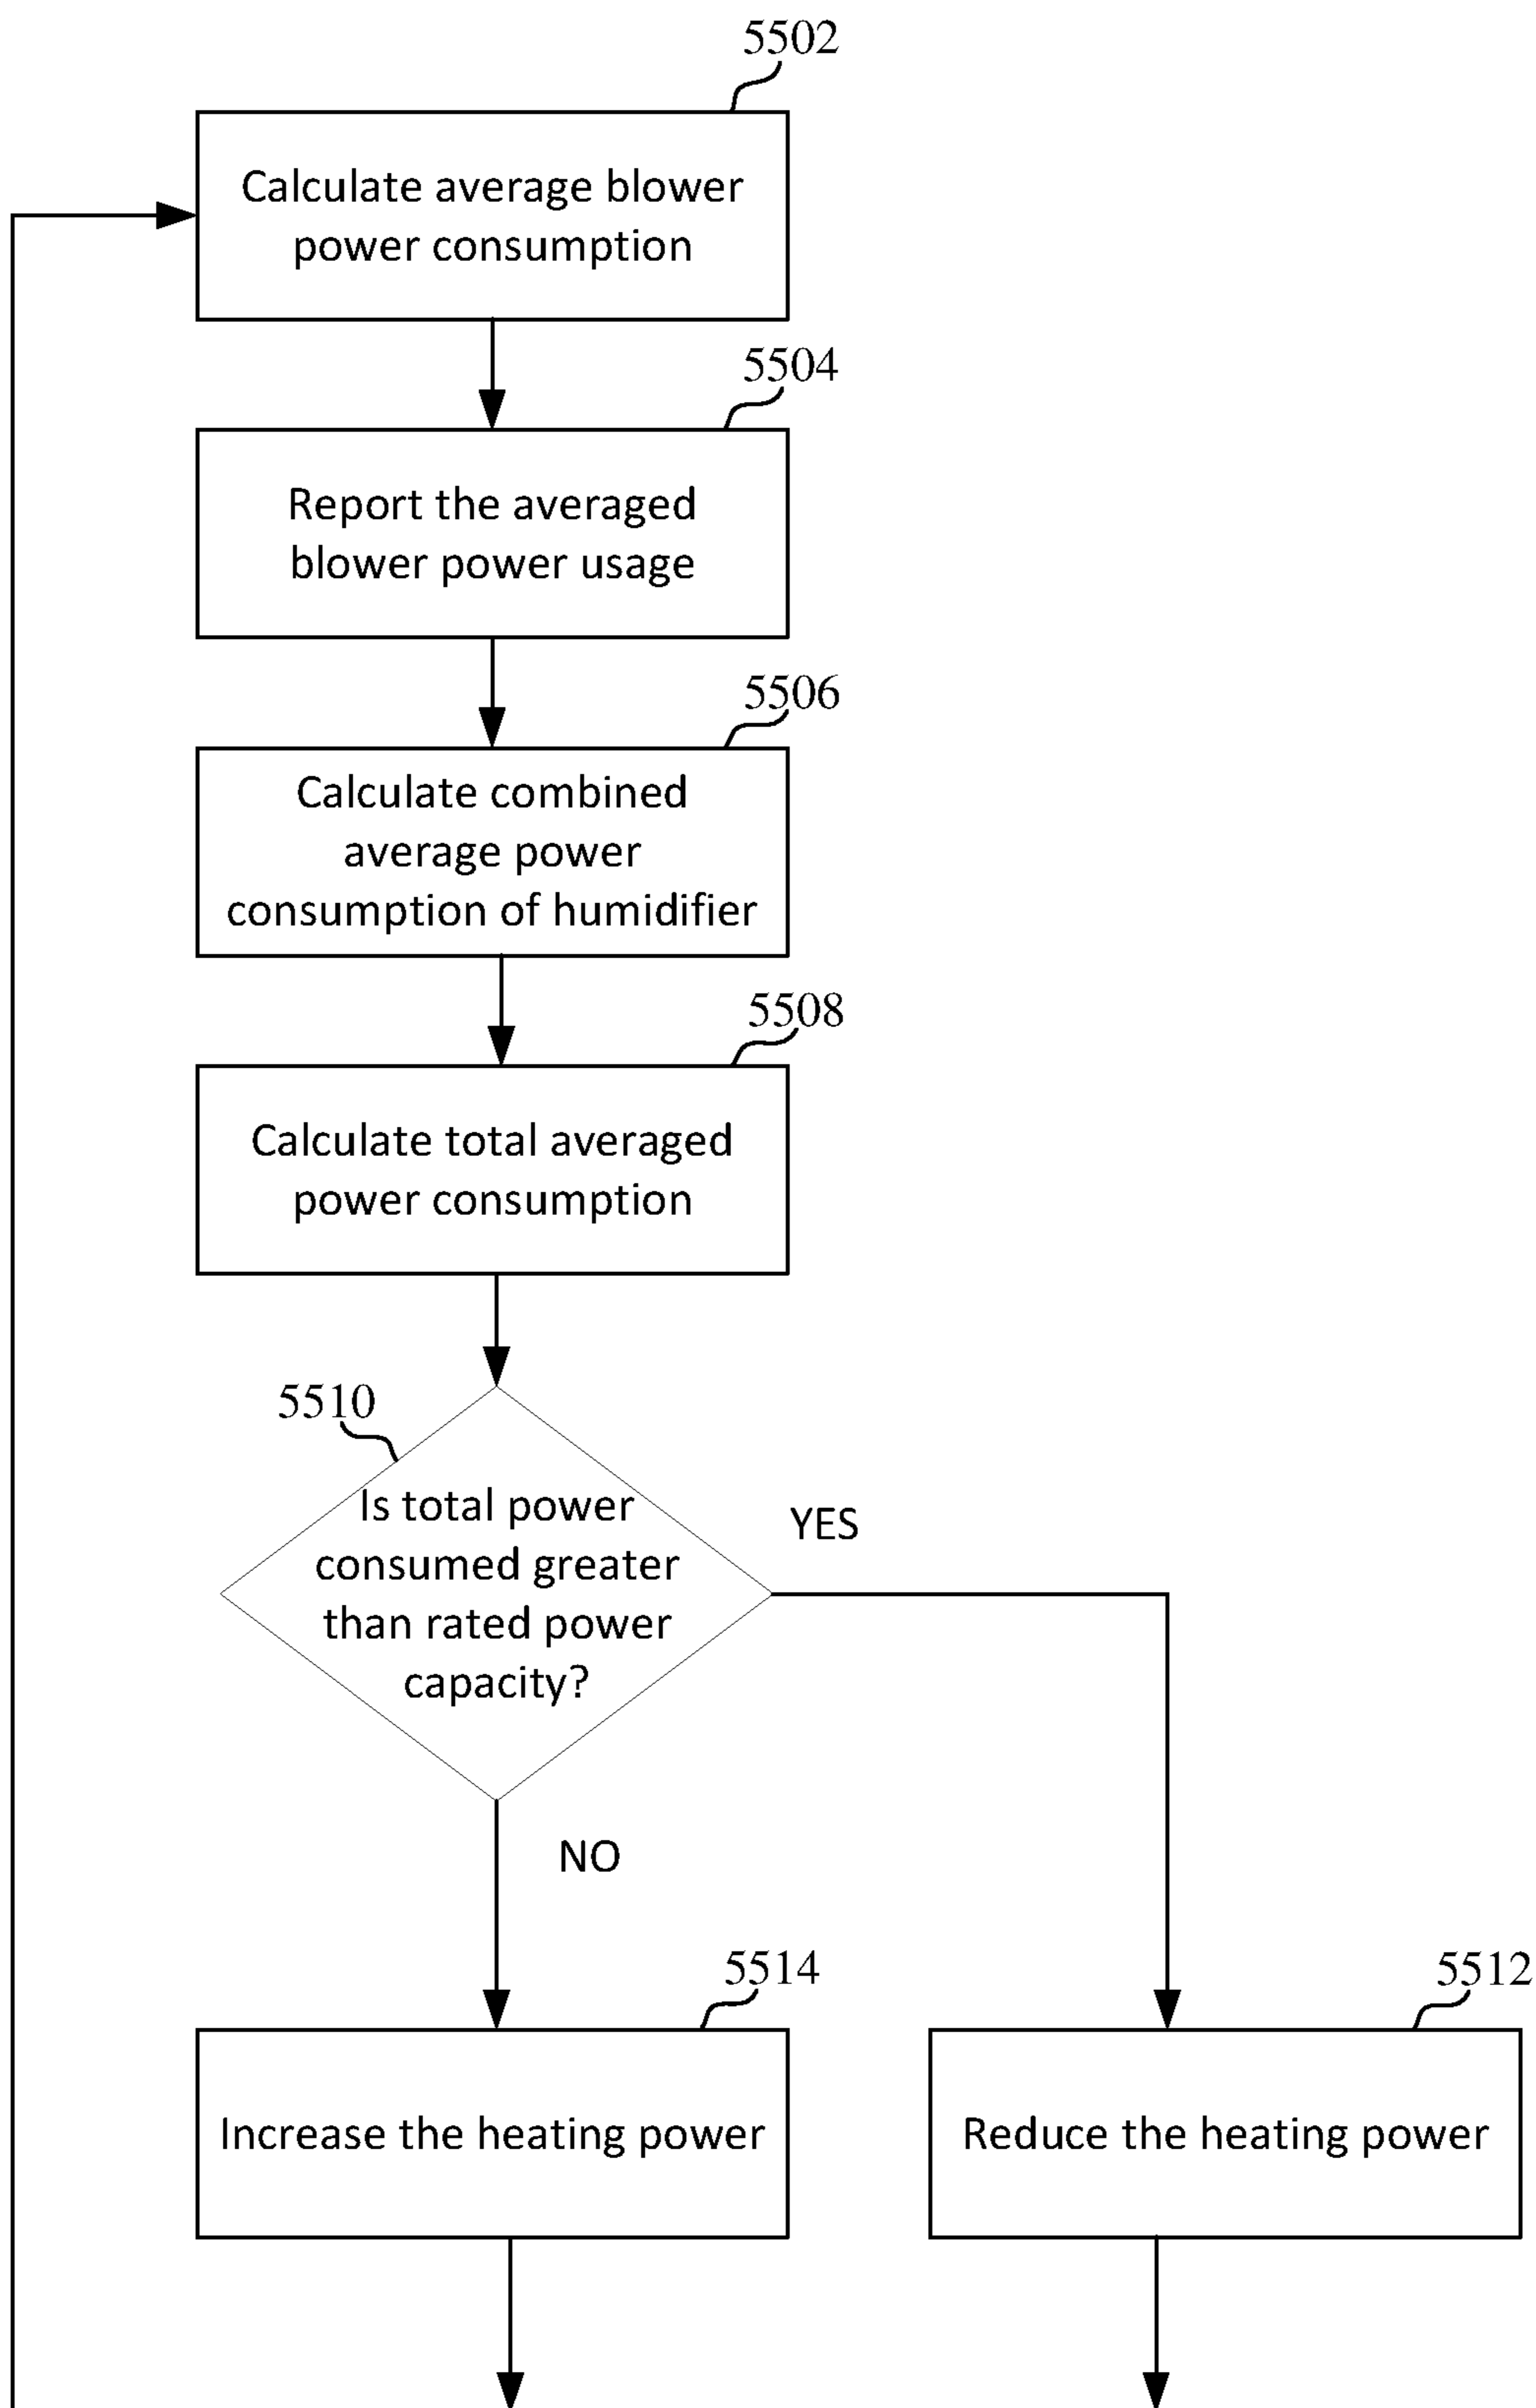 5502
Calculate average blower
power consumption
5504
Report the averaged
blower power usage
5506
Calculate combined
average power
consumption of humidifier
5508
Calculate total averaged
power consumption
5510
Is total power
consumed greater
than rated power
capacity?
YES
NO
5514
Increase the heating power
5512
Reduce the heating power